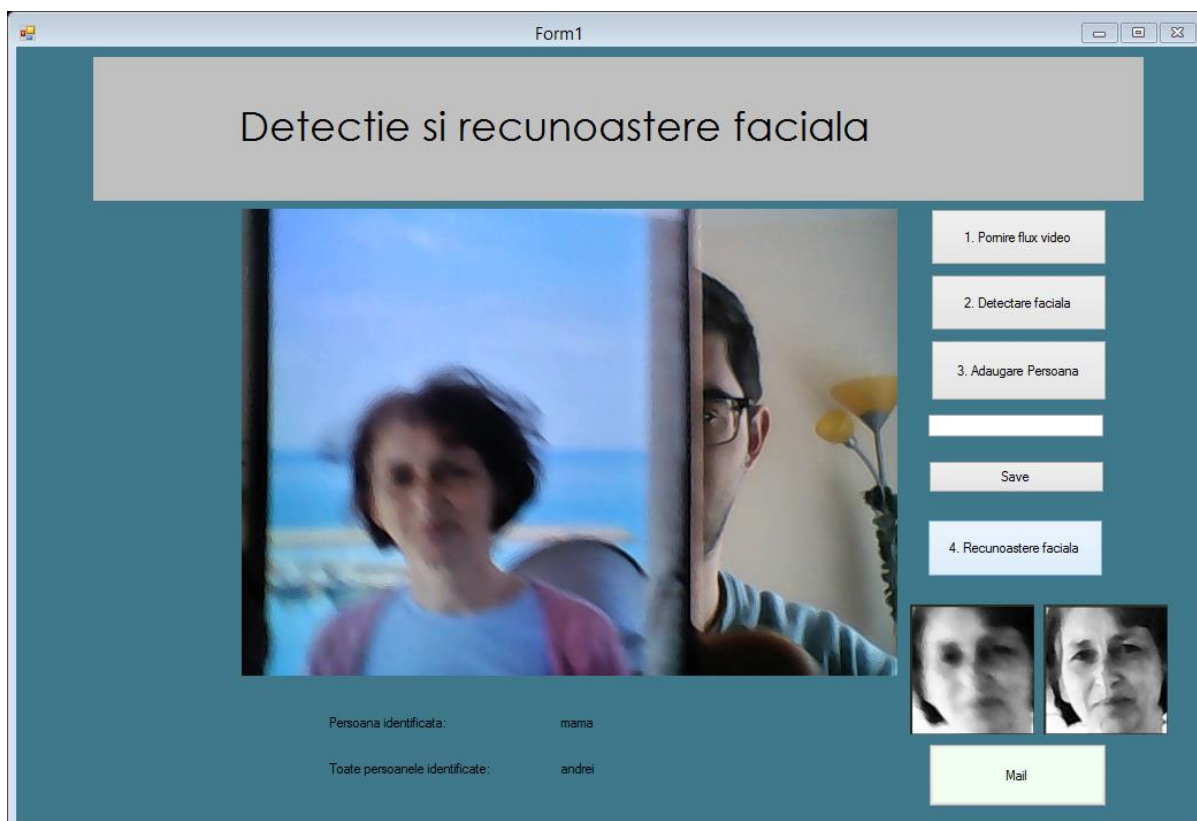 Form1
Detectie si recunoastere faciala
1. Pornire flux video
2. Detectare faciala
3. Adaugare Persoana
Save
4. Recunoastere faciala
Persoana identificata: mama
Toate persoanele identificate: andrei
Mail